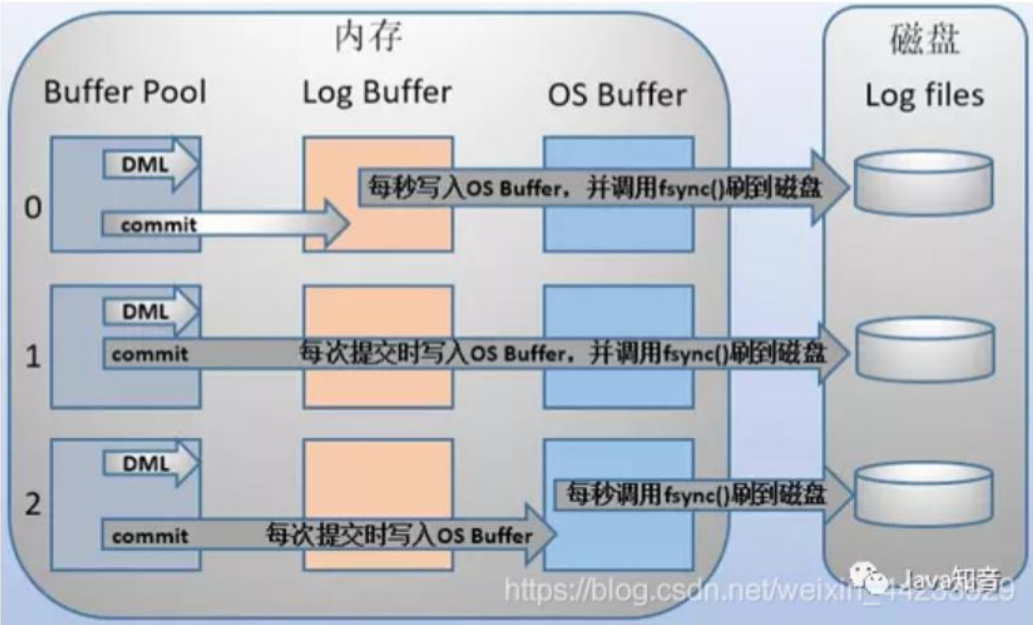 内存
磁盘
Buffer Pool
Log Buffer
OS Buffer
Log files
0
DML
commit
每秒写入OS Buffer，并调用fsync()刷到磁盘
1
DML
commit
每次提交时写入OS Buffer，并调用fsync()刷到磁盘
2
DML
commit
每次提交时写入OS Buffer
每秒调用fsync()刷到磁盘
Java知音
https://blog.csdn.net/weixin_44238929